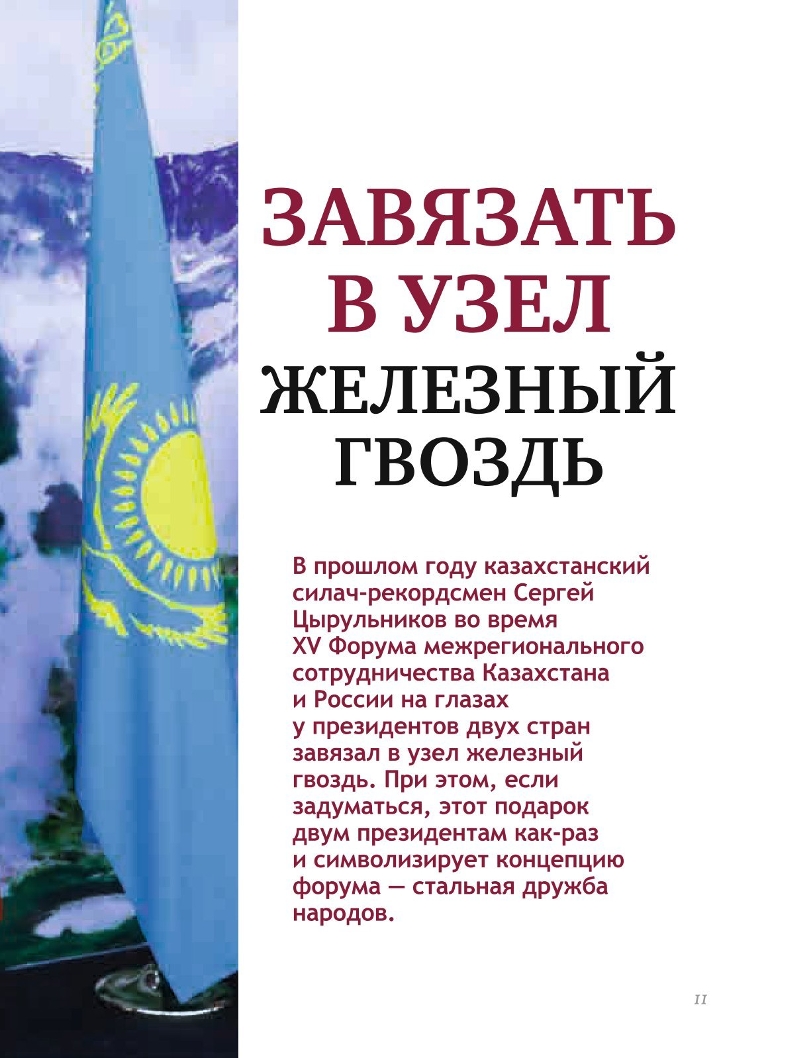 ЗАВЯЗАТЬ
В УЗЕЛ
ЖЕЛЕЗНЫЙ
ГВОЗДЬ
В прошлом году казахстанский
силач-рекордсмен Сергей
Цырульников во время
XV Форума межрегионального
сотрудничества Казахстана
и России на глазах
у президентов двух стран
завязал в узел железный
гвоздь. При этом, если
задуматься, этот подарок
двум президентам как-раз
и символизирует концепцию
форума — стальная дружба
народов.
11